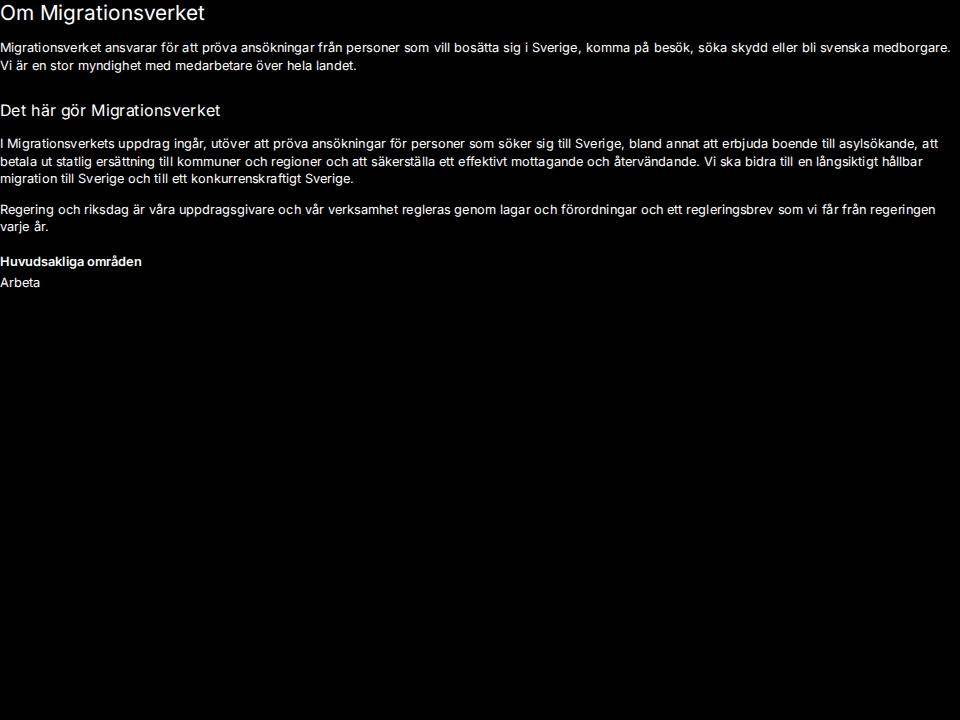 Om Migrationsverket
Migrationsverket ansvarar för att pröva ansökningar från personer som vill bosätta sig i Sverige, komma på besök, söka skydd eller bli svenska medborgare.
Vi är en stor myndighet med medarbetare över hela landet.
Det här gör Migrationsverket
I Migrationsverkets uppdrag ingår, utöver att pröva ansökningar för personer som söker sig till Sverige, bland annat att erbjuda boende till asylsökande, att
betala ut statlig ersättning till kommuner och regioner och att säkerställa ett effektivt mottagande och återvändande. Vi ska bidra till en långsiktigt hållbar
migration till Sverige och till ett konkurrenskraftigt Sverige.
Regering och riksdag är våra uppdragsgivare och vår verksamhet regleras genom lagar och förordningar och ett regleringsbrev som vi får från regeringen
varje år.
Huvudsakliga områden
Arbeta